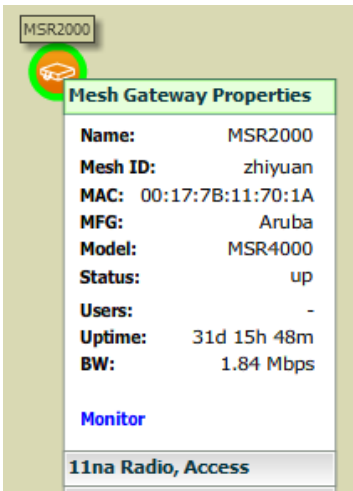 MSR2000
Mesh Gateway Properties
Name: MSR2000
Mesh ID: zhiyuan
MAC: 00:17:7B:11:70:1A
MFG: Aruba
Model: MSR4000
Status: up
Users: -
Uptime: 31d 15h 48m
BW: 1.84 Mbps
Monitor
11na Radio, Access